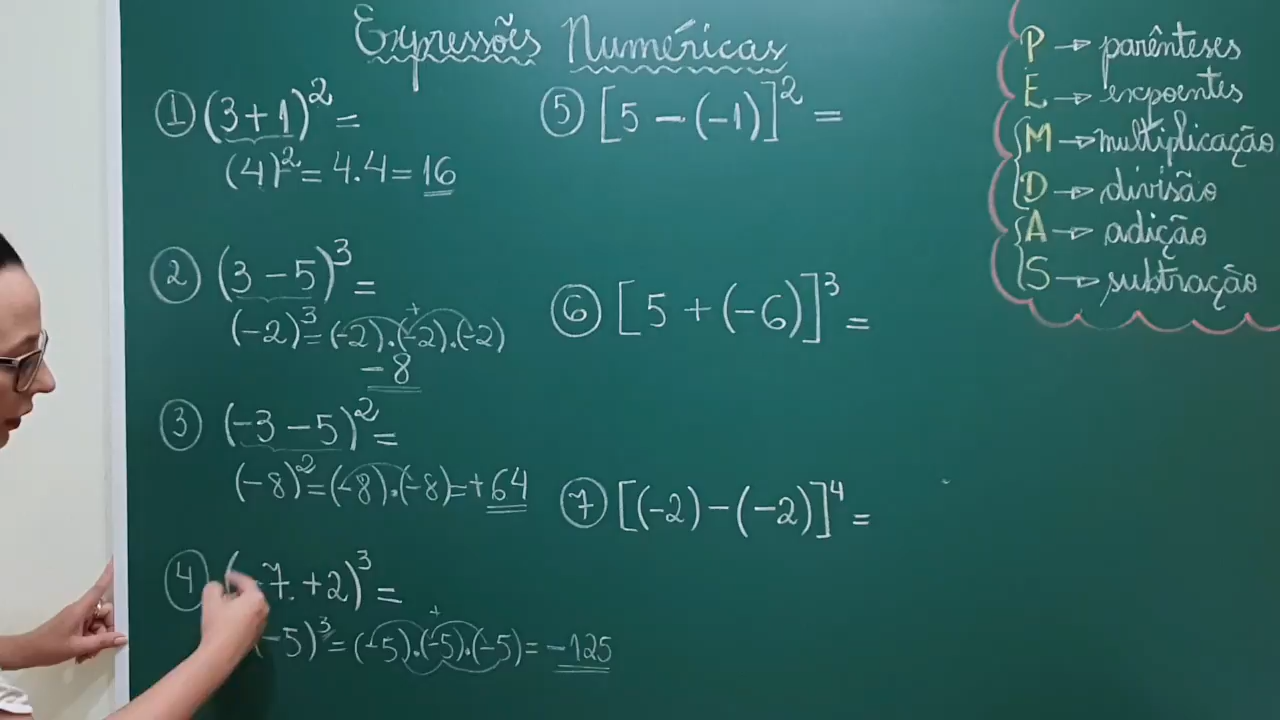 Expressões Numéricas
① (3 + 1)² =
(4)² = 4.4 = 16
② (3 - 5)³ =
+
(-2)³ = (-2).(-2).(-2)
- 8
③ (-3 - 5)² =
(-8)² = (-8).(-8) = +64
④ (-7 + 2)³ =
+
-5)³ = (-5).(-5).(-5) = -125
⑤ [5 - (-1)]² =
⑥ [5 + (-6)]³ =
⑦ [(-2) - (-2)]⁴ =
P → parênteses
E → expoentes
M → multiplicação
D → divisão
A → adição
S → subtração